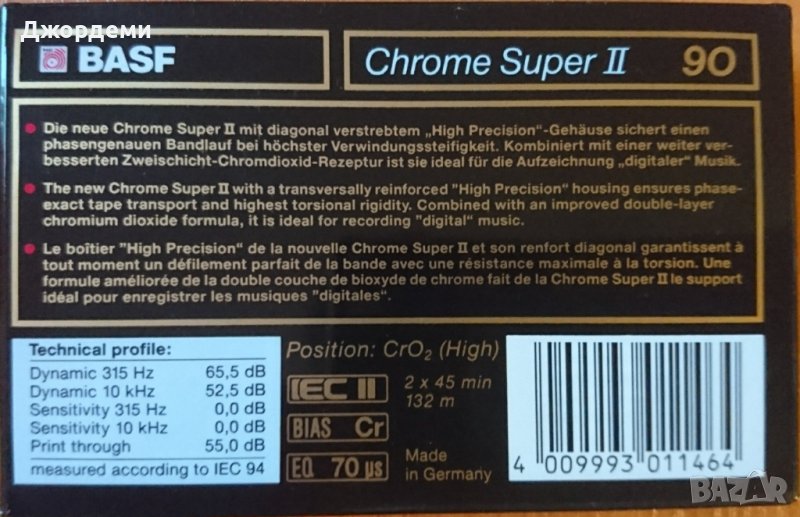 Джордеми
BASF
Chrome Super II 90
Die neue Chrome Super II mit diagonal verstrebtem „High Precision“-Gehäuse sichert einen
phasengenauen Bandlauf bei höchster Verwindungssteifigkeit. Kombiniert mit einer weiter ver-
besserten Zweischicht-Chromdioxid-Rezeptur ist sie ideal für die Aufzeichnung „digitaler“ Musik.
The new Chrome Super II with a transversally reinforced "High Precision" housing ensures phase-
exact tape transport and highest torsional rigidity. Combined with an improved double-layer
chromium dioxide formula, it is ideal for recording "digital" music.
Le boîtier "High Precision" de la nouvelle Chrome Super II et son renfort diagonal garantissent à
tout moment un défilement parfait de la bande avec une résistance maximale à la torsion. Une
formule améliorée de la double couche de bioxyde de chrome fait de la Chrome Super II le support
idéal pour enregistrer les musiques "digitales".
Technical profile:
Dynamic 315 Hz 65,5 dB
Dynamic 10 kHz 52,5 dB
Sensitivity 315 Hz 0,0 dB
Sensitivity 10 kHz 0,0 dB
Print through 55,0 dB
measured according to IEC 94
Position: CrO₂ (High)
IEC II 2 x 45 min
132 m
BIAS Cr
EQ 70 µs
Made
in Germany
4 009993 011464
BAZAR